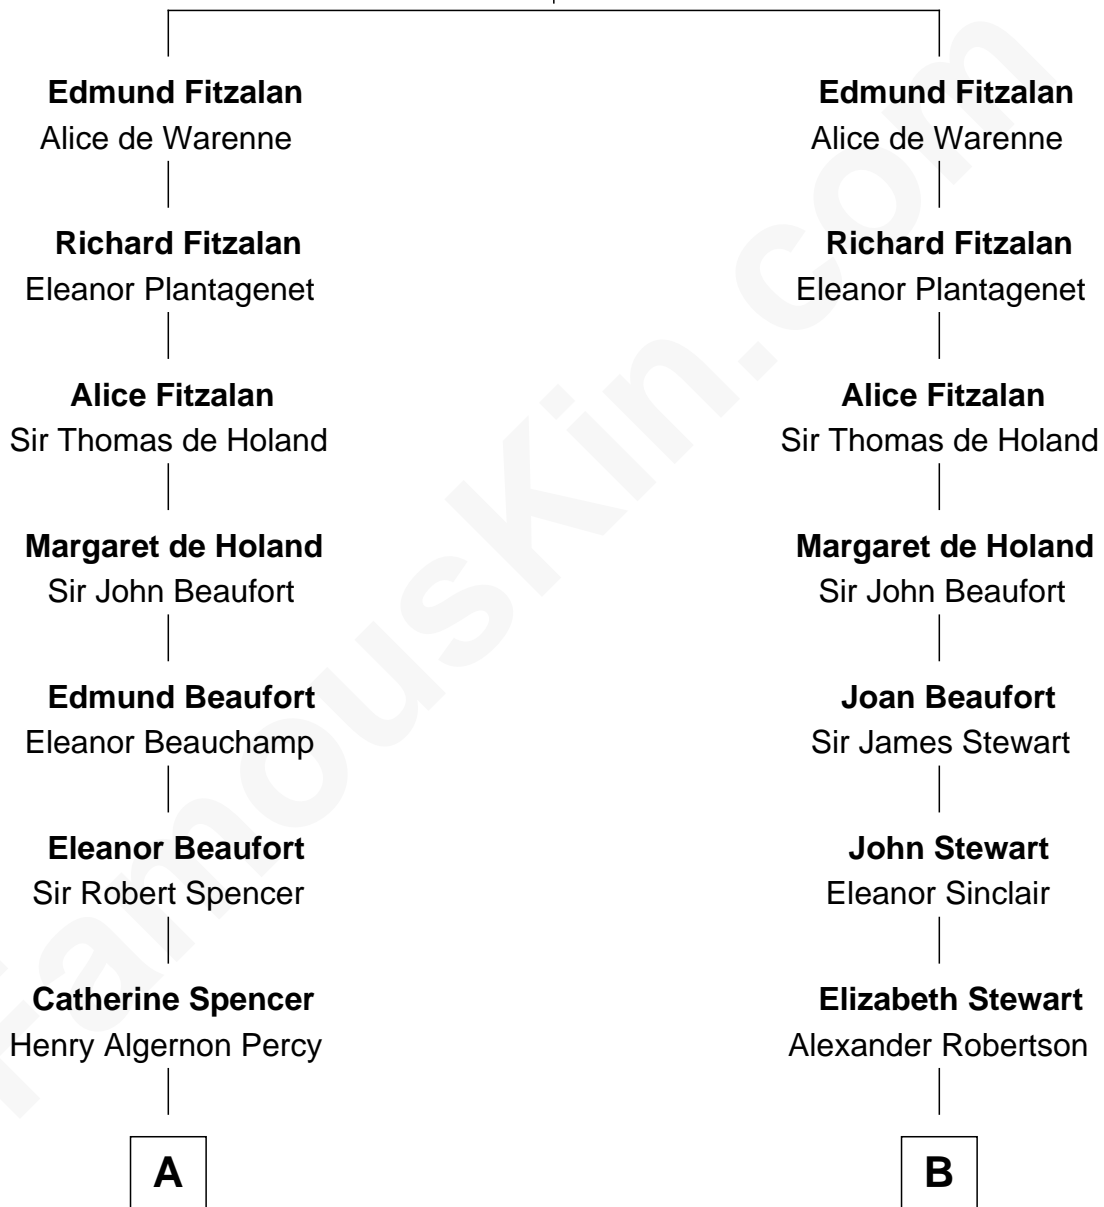 Edmund Fitzalan
Alice de Warenne
Richard Fitzalan
Eleanor Plantagenet
Alice Fitzalan
Sir Thomas de Holand
Margaret de Holand
Sir John Beaufort
Edmund Beaufort
Eleanor Beauchamp
Eleanor Beaufort
Sir Robert Spencer
Catherine Spencer
Henry Algernon Percy
A
Edmund Fitzalan
Alice de Warenne
Richard Fitzalan
Eleanor Plantagenet
Alice Fitzalan
Sir Thomas de Holand
Margaret de Holand
Sir John Beaufort
Joan Beaufort
Sir James Stewart
John Stewart
Eleanor Sinclair
Elizabeth Stewart
Alexander Robertson
B
FamousKin.com